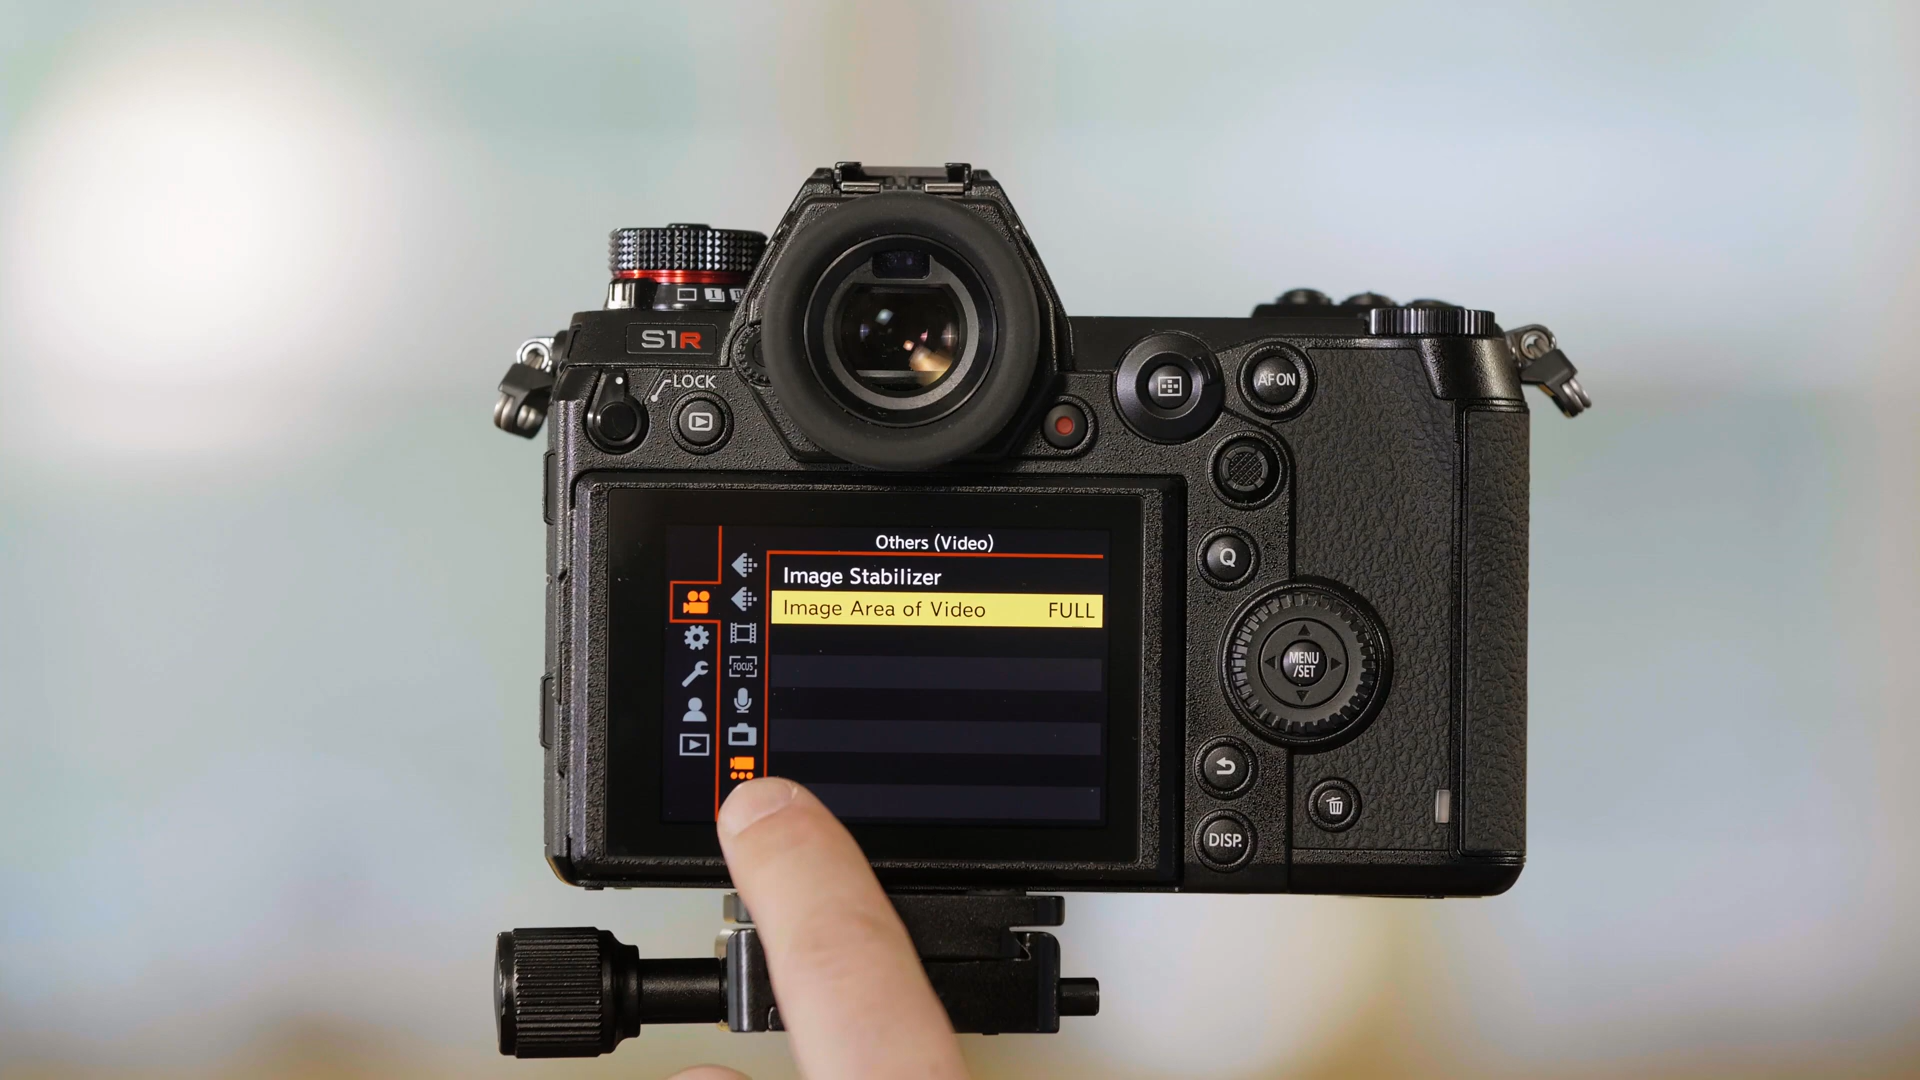 S1R
LOCK
AF ON
Q
MENU
/SET
DISP.
Others (Video)
Image Stabilizer
Image Area of Video FULL
FOCUS